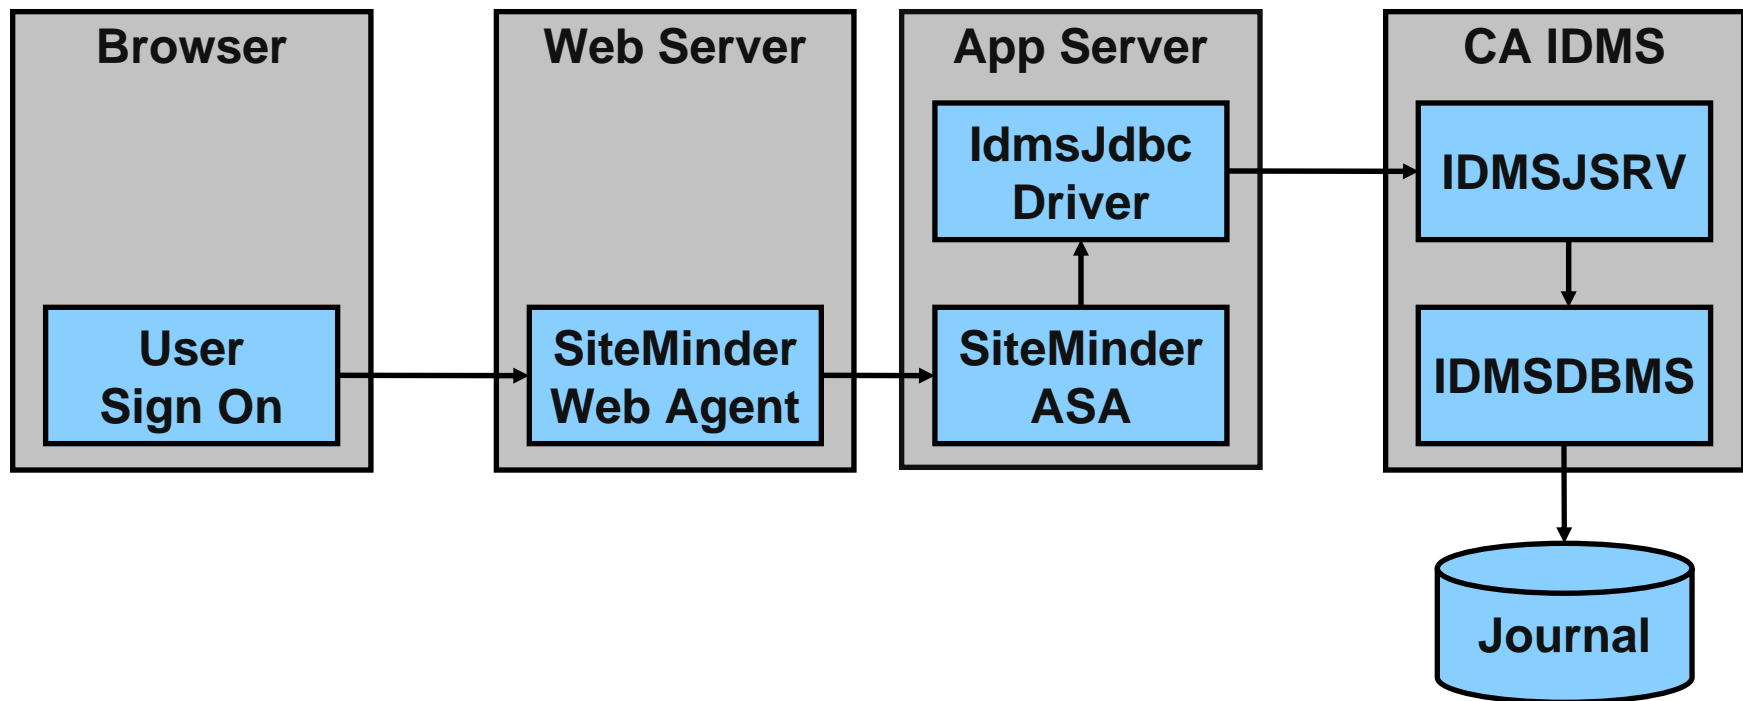 Browser
Web Server
App Server
CA IDMS
IdmsJdbc
Driver
IDMSJSRV
User
Sign On
SiteMinder
Web Agent
SiteMinder
ASA
IDMSDBMS
Journal